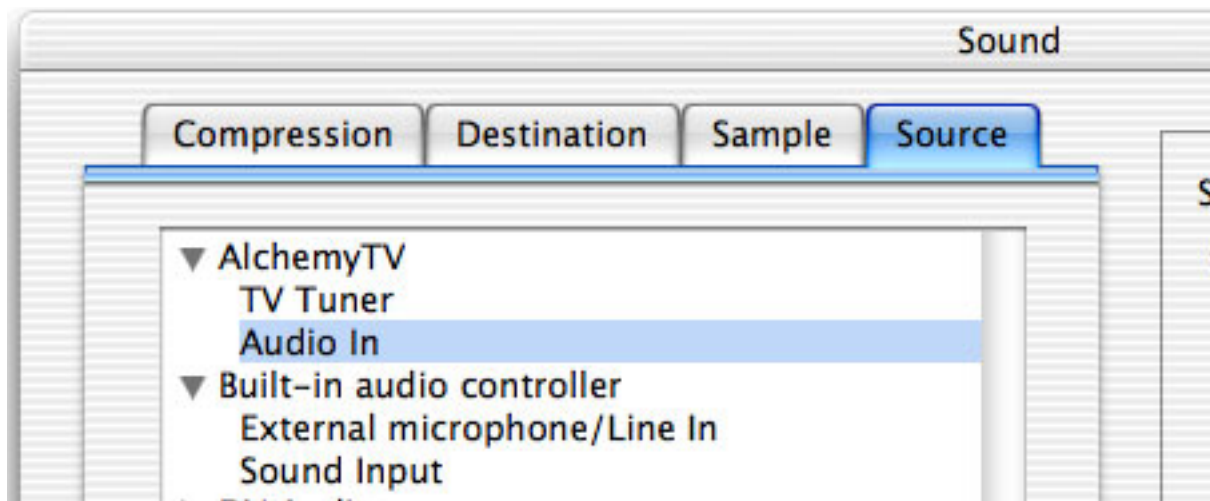 Sound
Compression Destination Sample Source
AlchemyTV
TV Tuner
Audio In
Built-in audio controller
External microphone/Line In
Sound Input